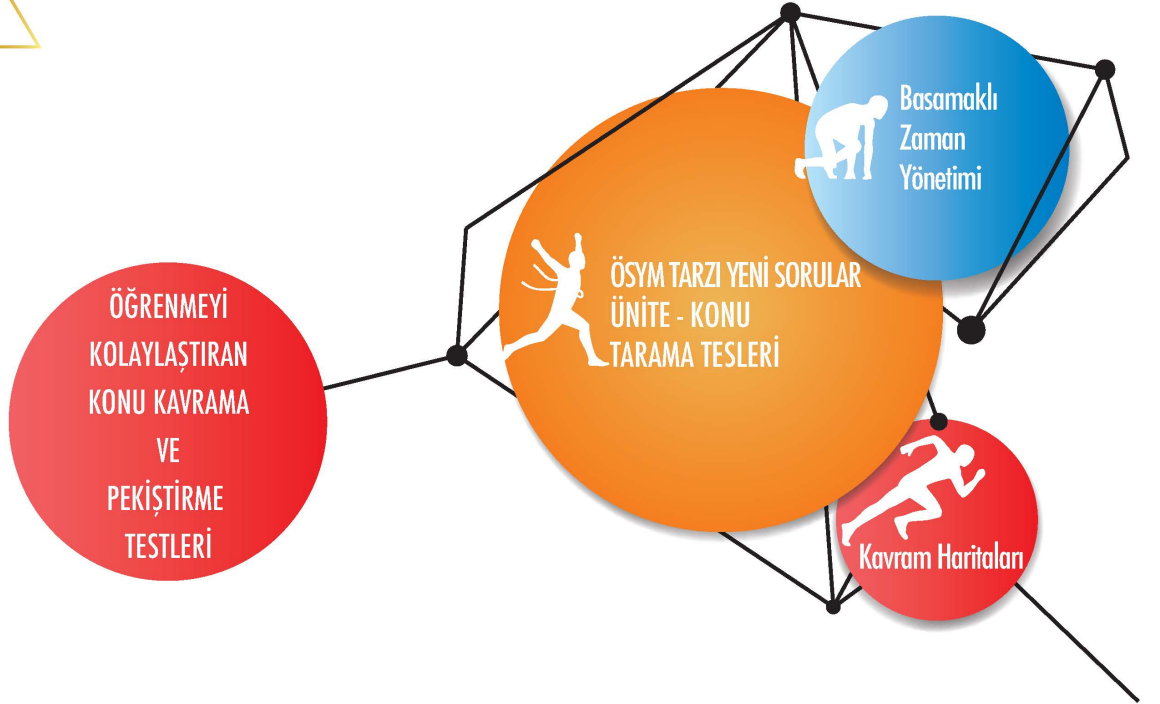 Basamaklı
Zaman
Yönetimi
ÖSYM TARZI YENİ SORULAR
ÜNİTE - KONU
TARAMA TESLERİ
ÖĞRENMEYİ
KOLAYLAŞTIRAN
KONU KAVRAMA
VE
PEKİŞTİRME
TESTLERİ
Kavram Haritaları